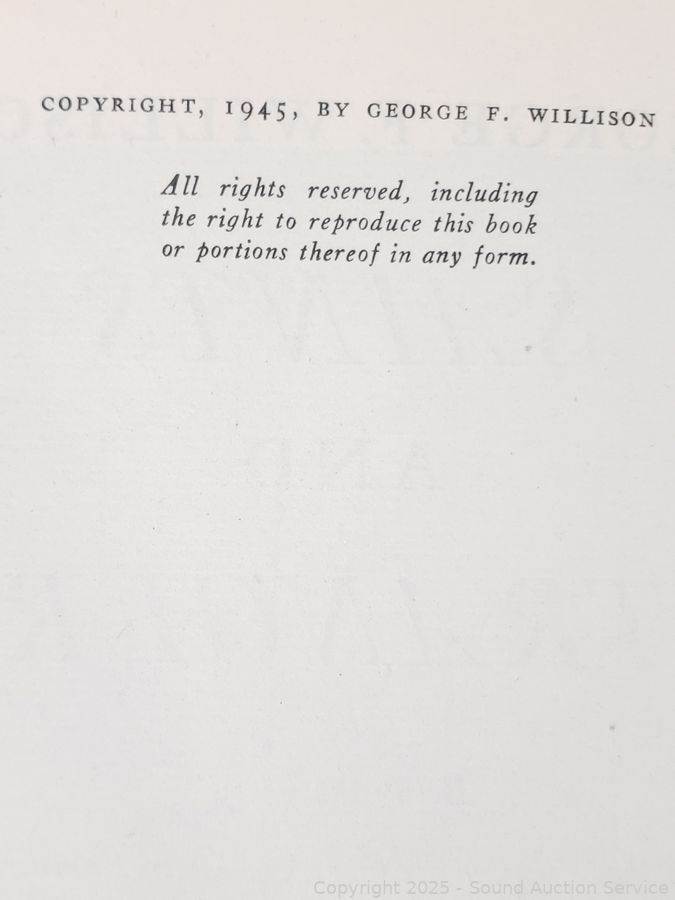 COPYRIGHT, 1945, BY GEORGE F. WILLISON
All rights reserved, including
the right to reproduce this book
or portions thereof in any form.
AND
Copyright 2025 - Sound Auction Service